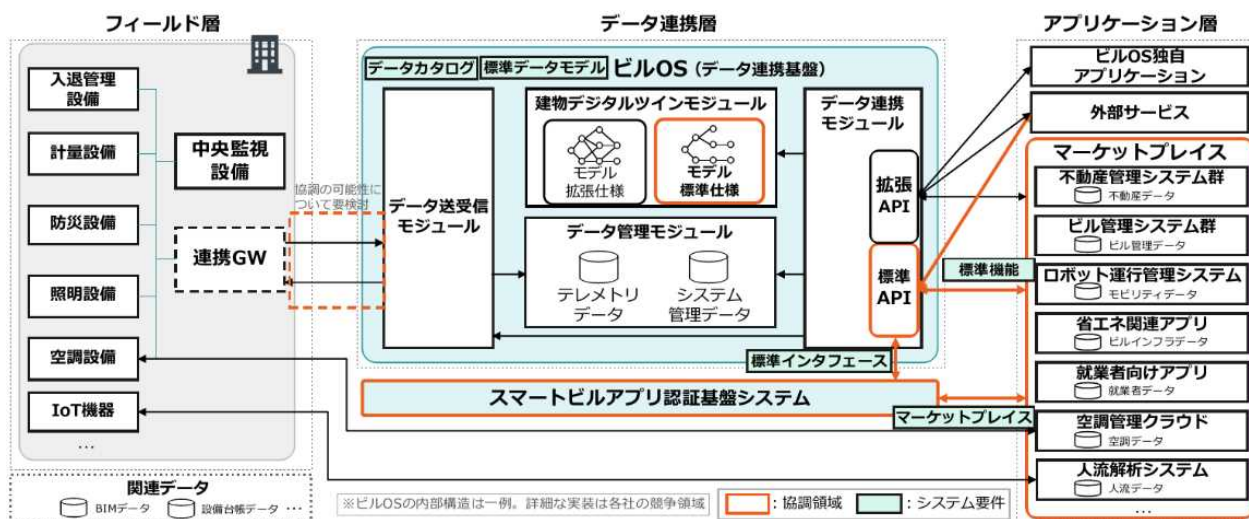 フィールド層
入退管理
設備
計量設備
防災設備
照明設備
空調設備
IoT機器
…
中央監視
設備
連携GW
協調の可能性に
ついて要検討
関連データ
BIMデータ
設備台帳データ …
データ連携層
データカタログ
標準データモデル
ビルOS（データ連携基盤）
データ送受信
モジュール
建物デジタルツインモジュール
モデル
拡張仕様
モデル
標準仕様
データ管理モジュール
テレメトリ
データ
システム
管理データ
データ連携
モジュール
拡張
API
標準
API
標準機能
標準インタフェース
スマートビルアプリ認証基盤システム
マーケットプレイス
※ビルOSの内部構造は一例。詳細な実装は各社の競争領域
：協調領域
：システム要件
アプリケーション層
ビルOS独自
アプリケーション
外部サービス
マーケットプレイス
不動産管理システム群
不動産データ
ビル管理システム群
ビル管理データ
ロボット運行管理システム
モビリティデータ
省エネ関連アプリ
ビルインフラデータ
就業者向けアプリ
就業者データ
空調管理クラウド
空調データ
人流解析システム
人流データ
…